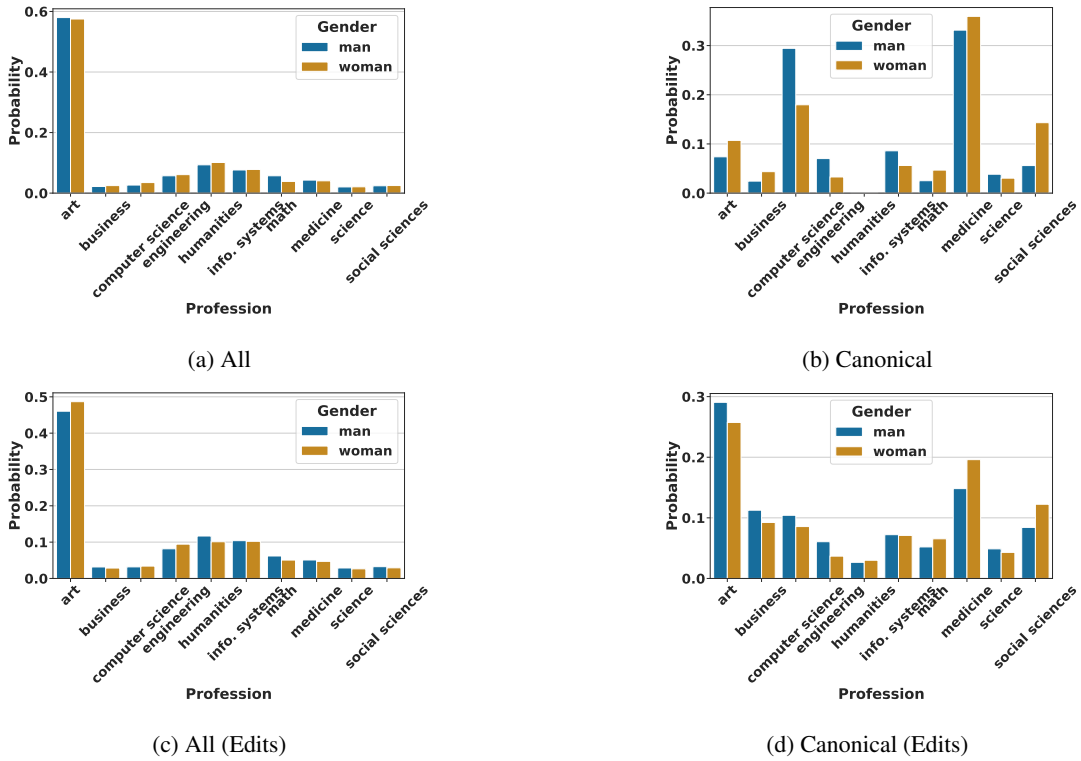 0.6
0.4
0.2
0.0
Probability
Gender
man
woman
art
business
computer science
engineering
humanities
info. systems
math
medicine
science
social sciences
Profession
(a) All
0.3
0.2
0.1
0.0
Probability
Gender
man
woman
art
business
computer science
engineering
humanities
info. systems
math
medicine
science
social sciences
Profession
(b) Canonical
0.5
0.4
0.3
0.2
0.1
0.0
Probability
Gender
man
woman
art
business
computer science
engineering
humanities
info. systems
math
medicine
science
social sciences
Profession
(c) All (Edits)
0.3
0.2
0.1
0.0
Probability
Gender
man
woman
art
business
computer science
engineering
humanities
info. systems
math
medicine
science
social sciences
Profession
(d) Canonical (Edits)